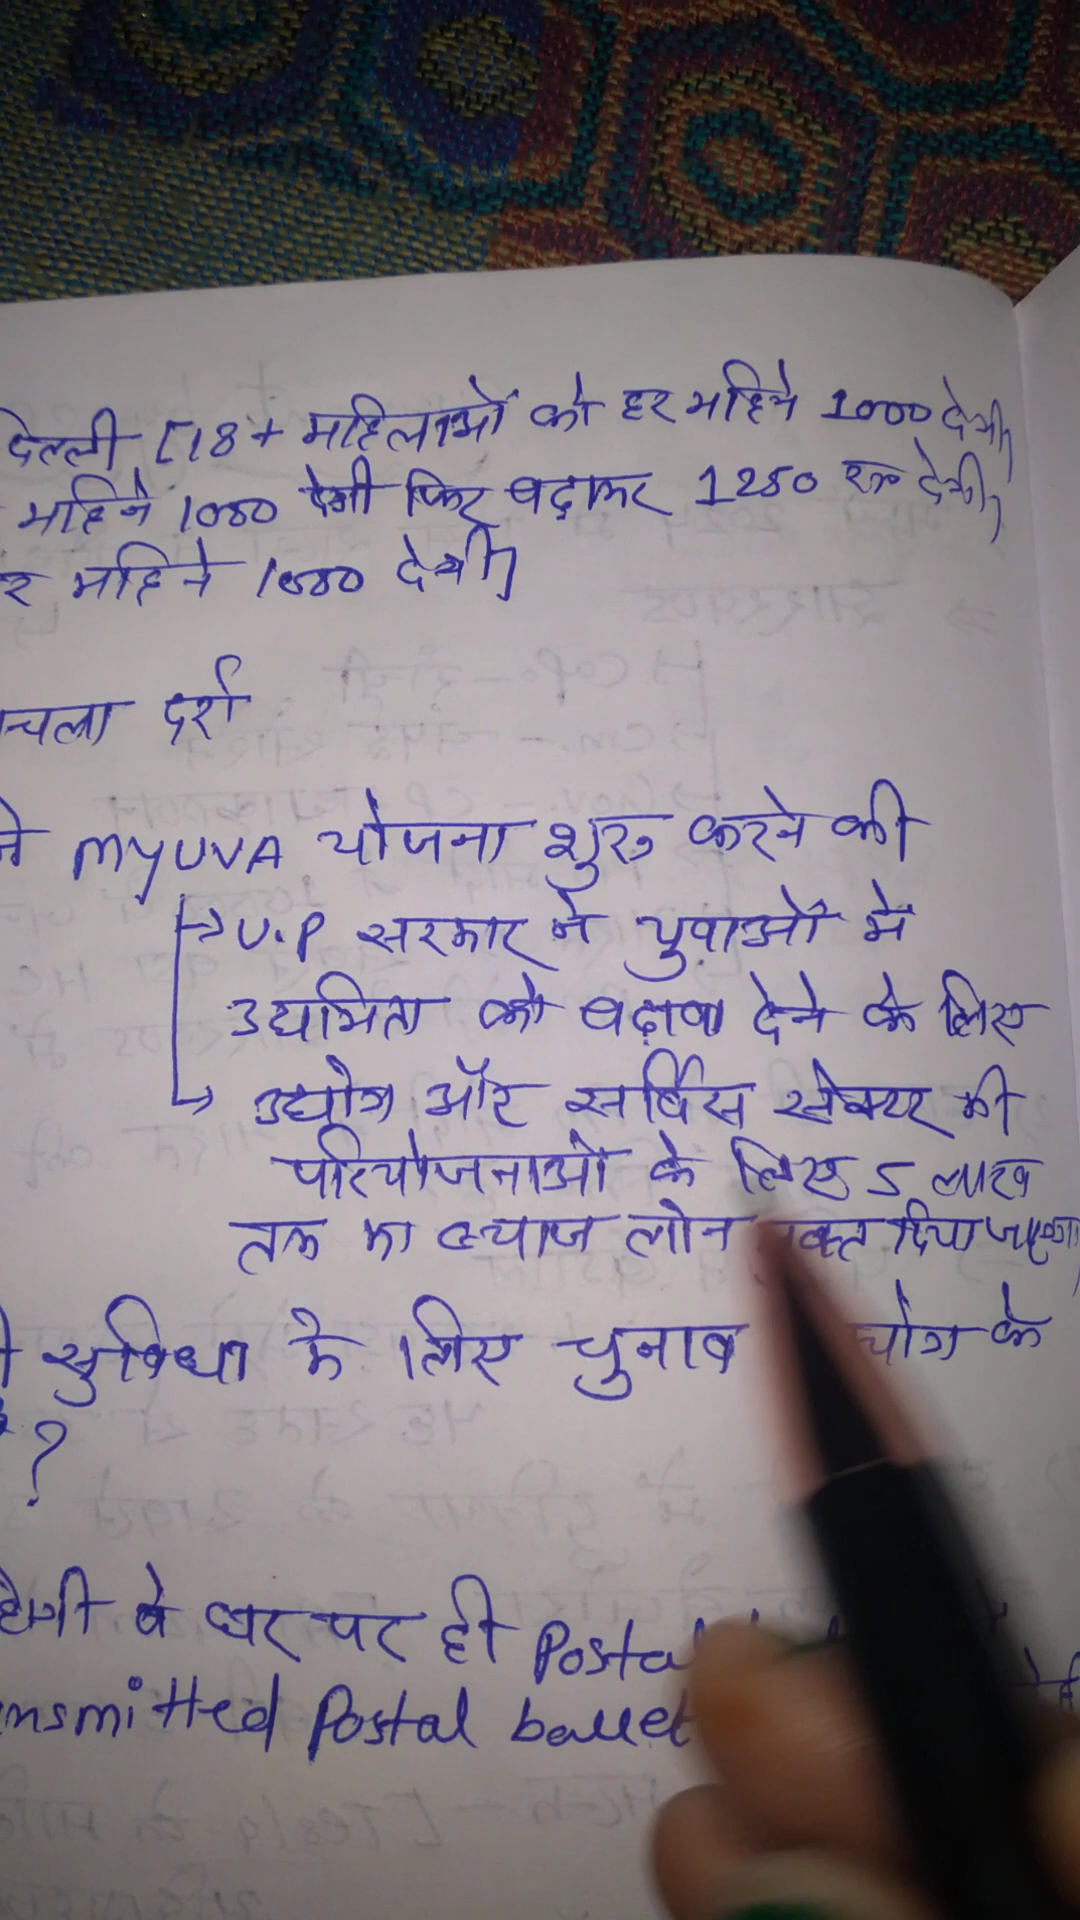 दिल्ली [18+ महिलाओं को हर महिने 1000 देगी]
महिने 1000 देगी फिर बढ़ाकर 1250 रू देगी]
र महिने 1000 देगी]
चला दर्रा
ने MYUVA योजना शुरु करने की
→ U.P सरकार ने युवाओं में
उद्यमिता को बढ़ावा देने के लिए
→ उद्योग और सर्विस सेक्टर की
परियोजनाओं के लिए 5 लाख
तक का ब्याज लोन मुक्त दिया जाएगा
सुविधा के लिए चुनाव योग के
?
होगी वे घर पर ही Posta
nsmitted Postal ballet